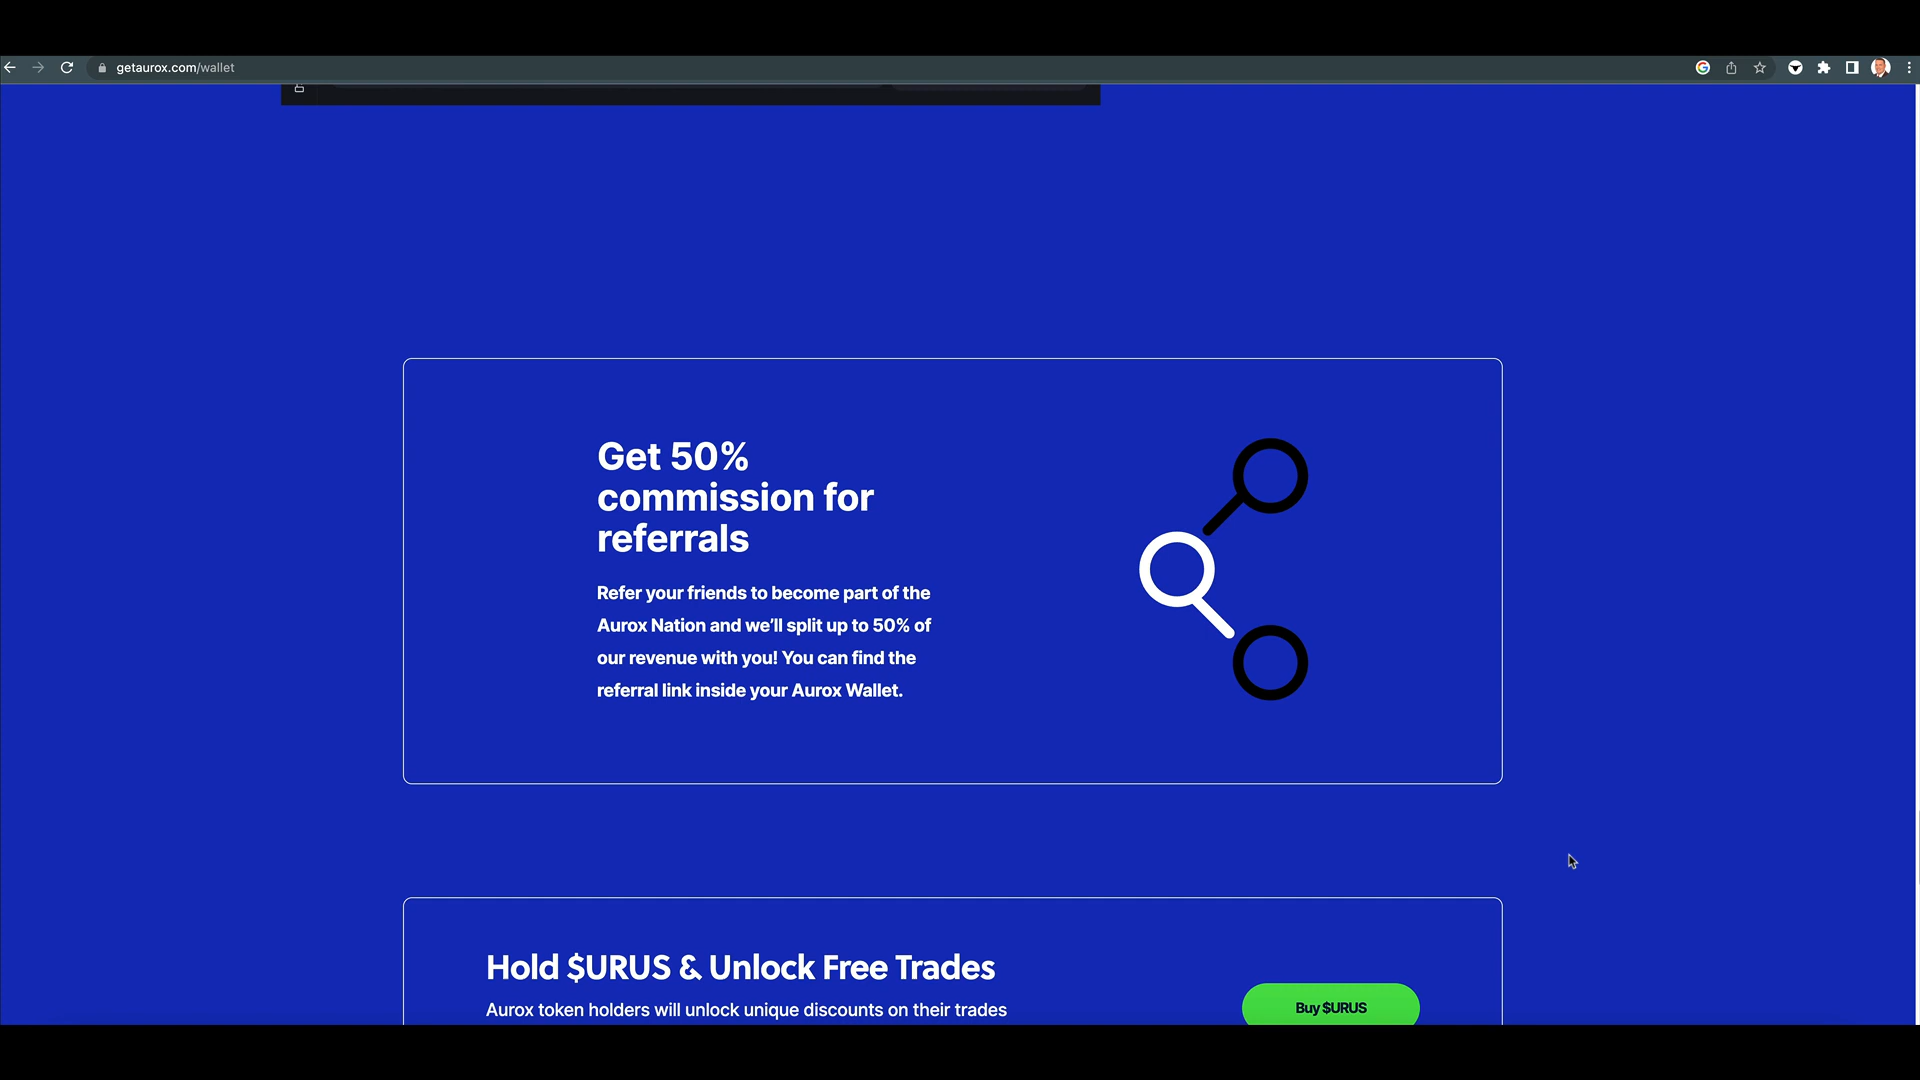 getaurox.com/wallet
Get 50%
commission for
referrals
Refer your friends to become part of the
Aurox Nation and we’ll split up to 50% of
our revenue with you! You can find the
referral link inside your Aurox Wallet.
Hold $URUS & Unlock Free Trades
Aurox token holders will unlock unique discounts on their trades
Buy $URUS